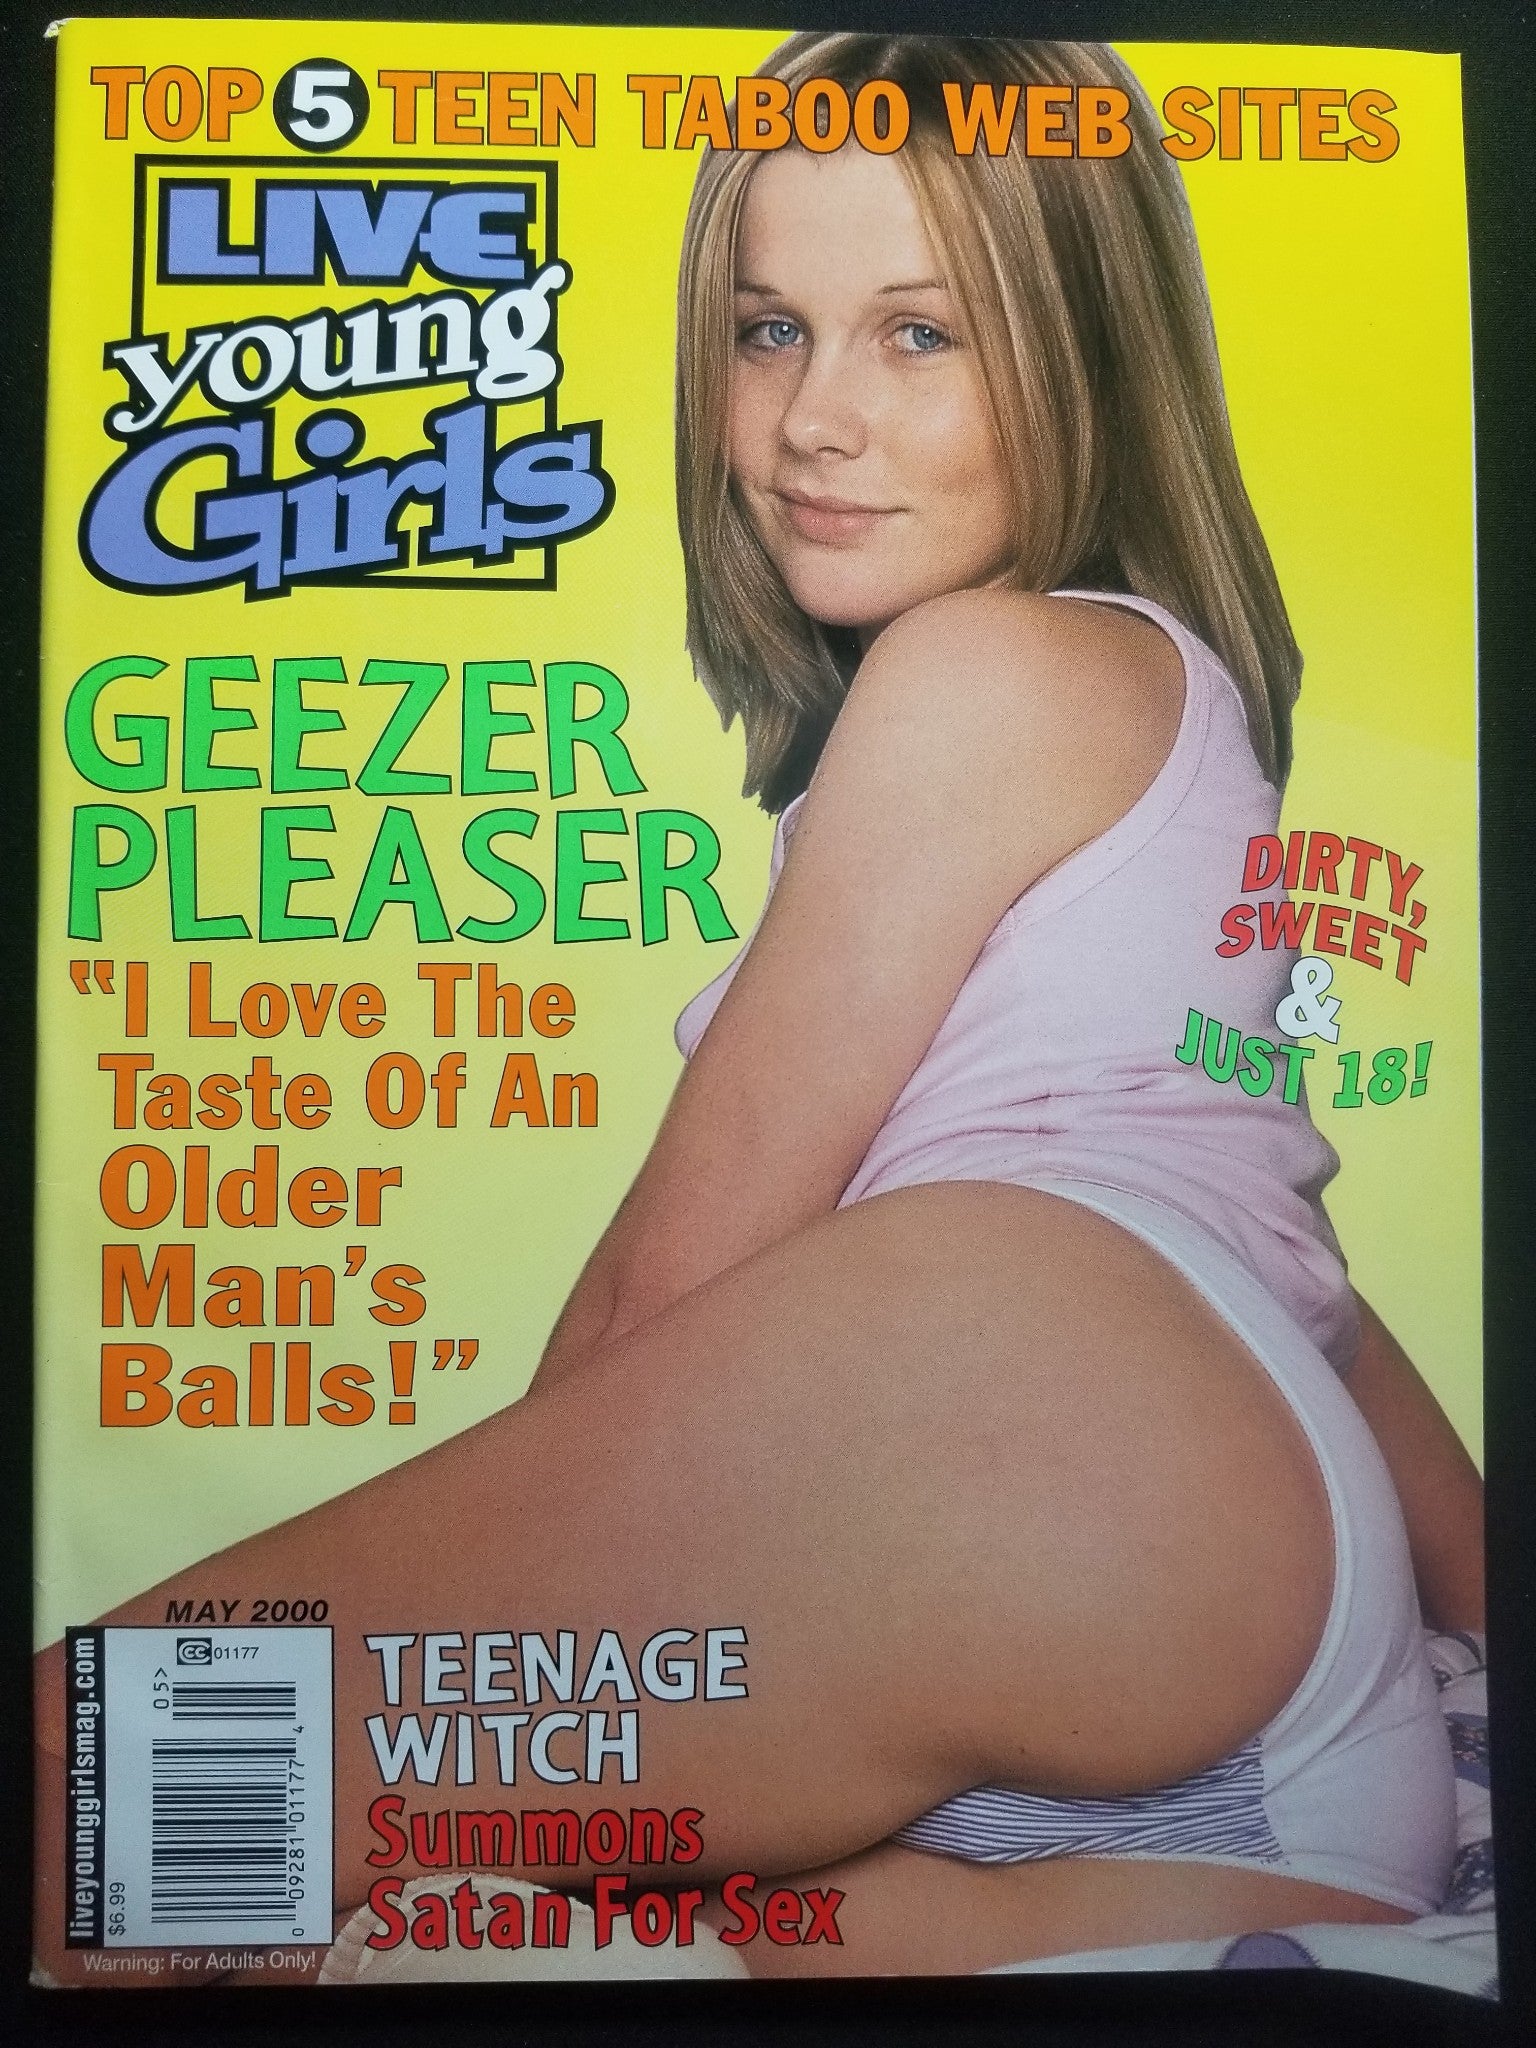 TOP 5 TEEN TABOO WEB SITES
LIVE
young
Girls
GEEZER
PLEASER
"I Love The
Taste Of An
Older
Man's
Balls!"
DIRTY,
SWEET
&
JUST 18!
MAY 2000
CC 01177
05>
0 09281 01177 4
liveyounggirlsmag.com
$6.99
Warning: For Adults Only!
TEENAGE
WITCH
Summons
Satan For Sex